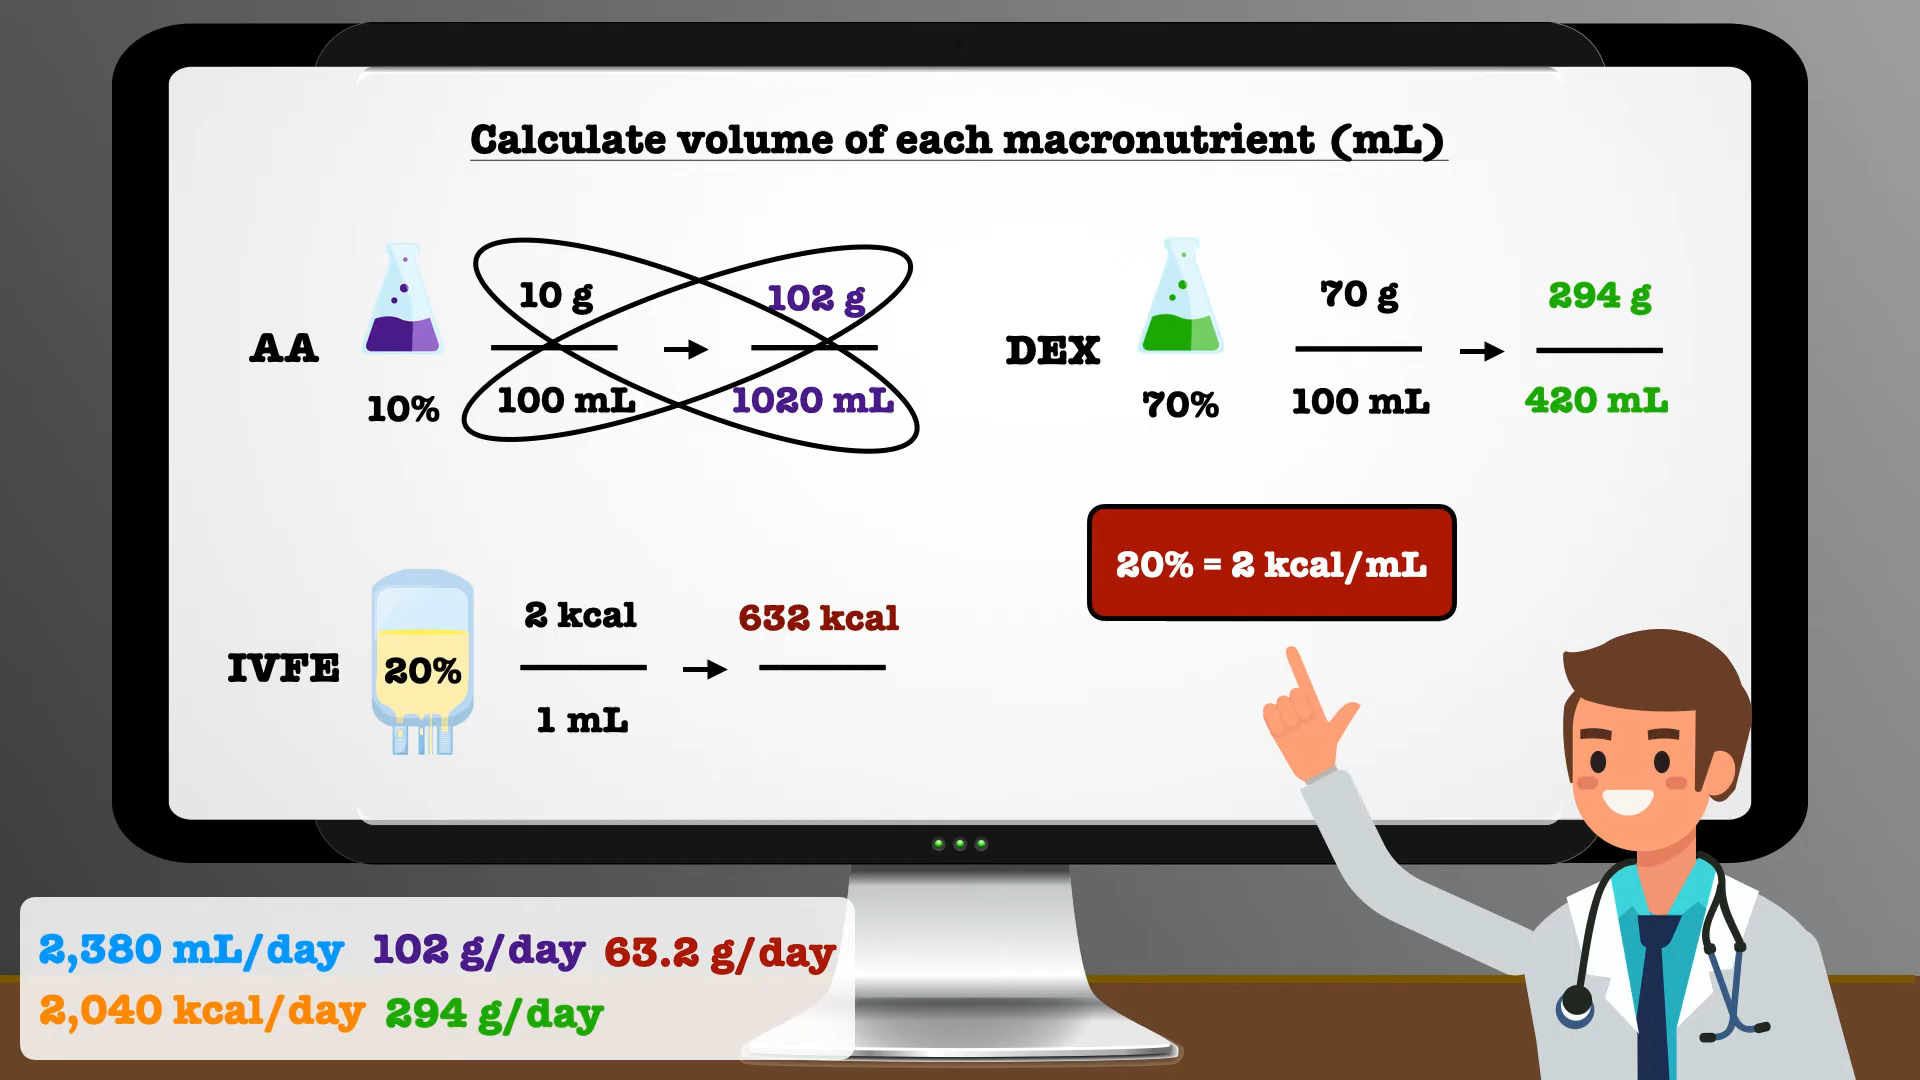 Calculate volume of each macronutrient (mL)
AA
10%
10 g
100 mL
102 g
1020 mL
DEX
70%
70 g
100 mL
294 g
420 mL
IVFE
20%
2 kcal
1 mL
632 kcal
20% = 2 kcal/mL
2,380 mL/day 102 g/day 63.2 g/day
2,040 kcal/day 294 g/day